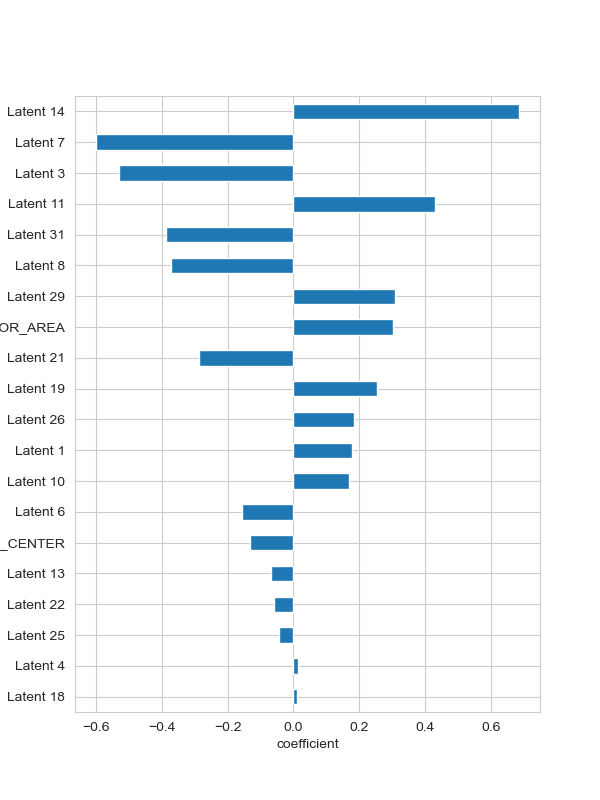 Latent 14
Latent 7
Latent 3
Latent 11
Latent 31
Latent 8
Latent 29
OR_AREA
Latent 21
Latent 19
Latent 26
Latent 1
Latent 10
Latent 6
_CENTER
Latent 13
Latent 22
Latent 25
Latent 4
Latent 18
−0.6 −0.4 −0.2 0.0 0.2 0.4 0.6
coefficient